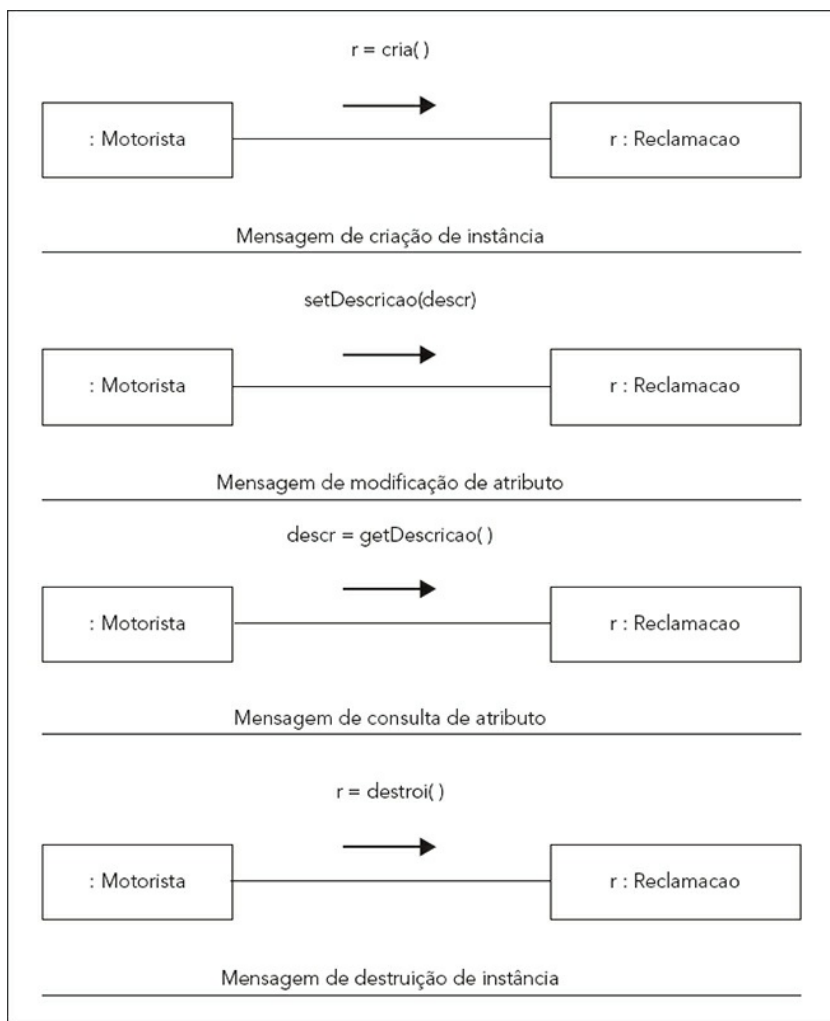 r = cria( )
: Motorista
r : Reclamacao
Mensagem de criação de instância
setDescricao(descr)
: Motorista
r : Reclamacao
Mensagem de modificação de atributo
descr = getDescricao( )
: Motorista
r : Reclamacao
Mensagem de consulta de atributo
r = destroi( )
: Motorista
r : Reclamacao
Mensagem de destruição de instância